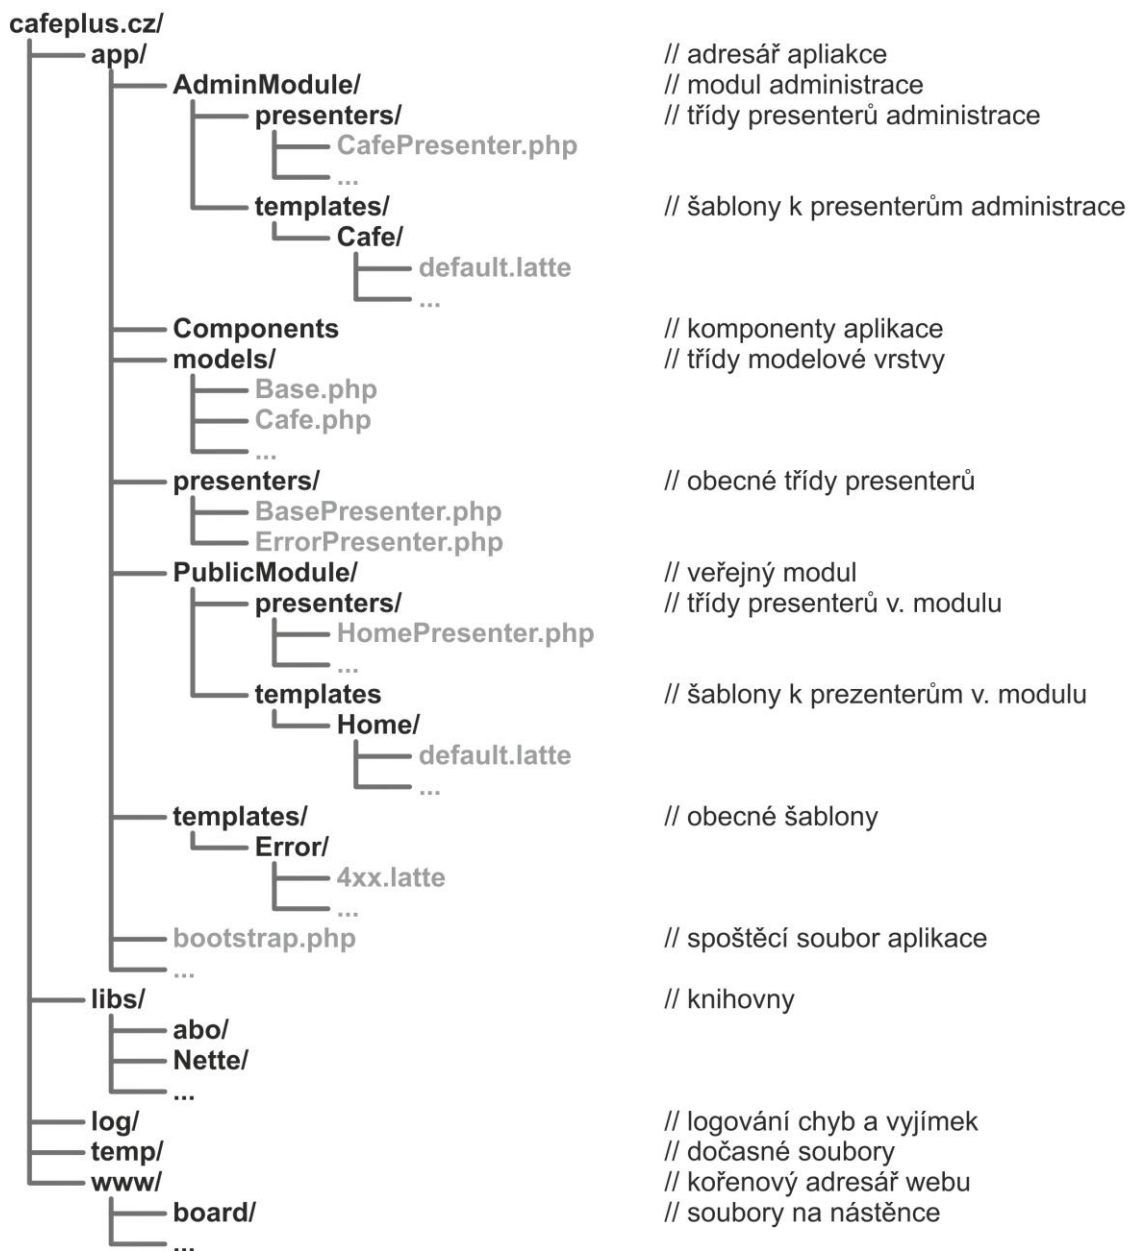 cafeplus.cz/
app/ // adresář apliakce
AdminModule/ // modul administrace
presenters/ // třídy presenterů administrace
CafePresenter.php
...
templates/ // šablony k presenterům administrace
Cafe/
default.latte
...
Components // komponenty aplikace
models/ // třídy modelové vrstvy
Base.php
Cafe.php
...
presenters/ // obecné třídy presenterů
BasePresenter.php
ErrorPresenter.php
PublicModule/ // veřejný modul
presenters/ // třídy presenterů v. modulu
HomePresenter.php
...
templates // šablony k prezenterům v. modulu
Home/
default.latte
...
templates/ // obecné šablony
Error/
4xx.latte
...
bootstrap.php // spoštěcí soubor aplikace
...
libs/ // knihovny
abo/
Nette/
...
log/ // logování chyb a vyjímek
temp/ // dočasné soubory
www/ // kořenový adresář webu
board/ // soubory na nástěnce
...